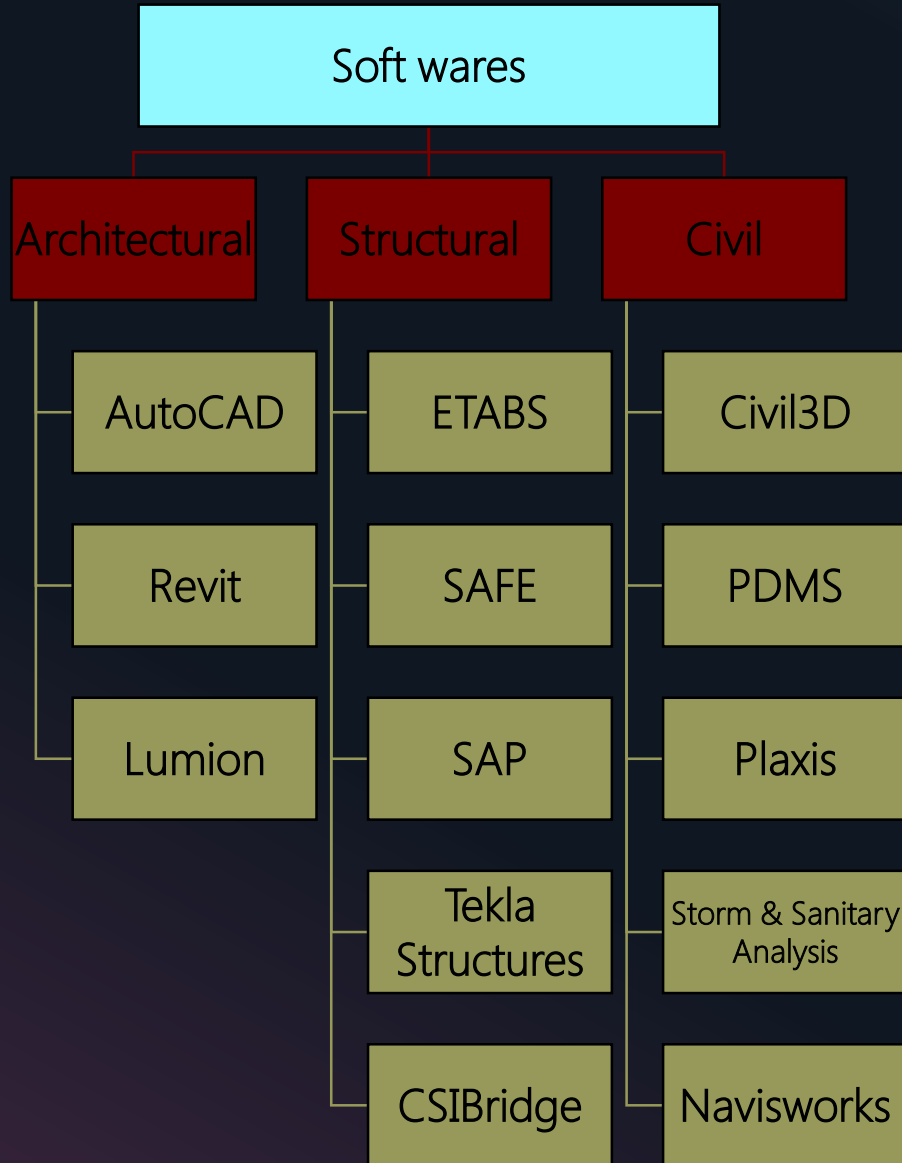 Soft wares
Architectural
AutoCAD
Revit
Lumion
Structural
ETABS
SAFE
SAP
Tekla
Structures
CSIBridge
Civil
Civil3D
PDMS
Plaxis
Storm & Sanitary
Analysis
Navisworks